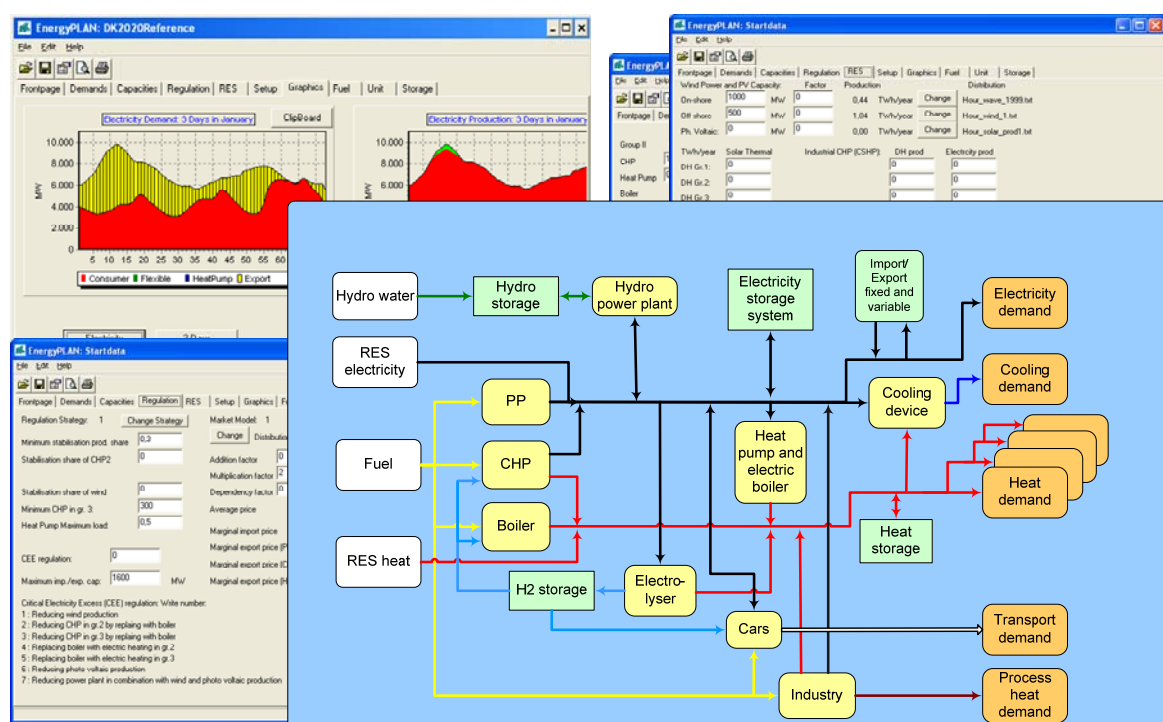 EnergyPLAN: DK2020Reference
File Edit Help
Frontpage Demands Capacities Regulation RES Setup Graphics Fuel Unit Storage
Electricity Demand: 3 Days in January
ClipBoard
Electricity Production: 3 Days in January
10.000
8.000
6.000
4.000
2.000
0
MW
5 10 15 20 25 30 35 40 45 50 55 60
Consumer Flexible HeatPump Export
10.000
8.000
6.000
4.000
MW
EnergyPLAN: Startdata
File Edit Help
Frontpage Demands Capacities Regulation RES Setup Graphics Fuel Unit Storage
Wind Power and PV Capacity: Factor Production Distribution
On-shore 1000 MW 0 0,44 TWh/year Change Hour_wave_1999.txt
Off shore 500 MW 0 1,04 TWh/year Change Hour_wind_1.txt
Ph. Voltaic: 0 MW 0 0,00 TWh/year Change Hour_solar_prod1.txt
TWh/year Solar Thermal Industrial CHP (CSHP) DH prod Electricity prod
DH Gr.1: 0 0 0
DH Gr.2: 0 0 0
DH Gr.3: 0 0 0
File Edit
Frontpage
Group II
CHP
Heat Pump
Boiler
EnergyPLAN: Startdata
File Edit Help
Frontpage Demands Capacities Regulation RES Setup Graphics
Regulation Strategy: 1 Change Strategy Market Model: 1
Change
Minimum stabilisation prod. share 0,3
Stabilisation share of CHP2 0
Addition factor 0
Multiplication factor 2
Stabilisation share of wind 0
Dependency factor 0
Minimum CHP in gr. 3: 300
Average price
Heat Pump Maximum load: 0,5
Marginal import price
Marginal export price
CEE regulation: 0
Marginal export price
Maximum imp./exp. cap: 1600 MW
Marginal export price
Critical Electricity Excess (CEE) regulation: Write number:
1 : Reducing wind production
2 : Reducing CHP in gr.2 by replaing with boiler
3 : Reducing CHP in gr.3 by replaing with boiler
4 : Replacing boiler with electric heating in gr.2
5 : Replacing boiler with electric heating in gr.3
6 : Reducing photo voltaic production
7 : Reducing power plant in combination with wind and photo voltaic production
Hydro water
Hydro
storage
Hydro
power plant
Electricity
storage
system
Import/
Export
fixed and
variable
Electricity
demand
RES
electricity
PP
Cooling
device
Cooling
demand
Fuel
CHP
Heat
pump and
electric
boiler
Heat
demand
Boiler
Heat
storage
RES heat
H2 storage
Electro-
lyser
Cars
Transport
demand
Industry
Process
heat
demand